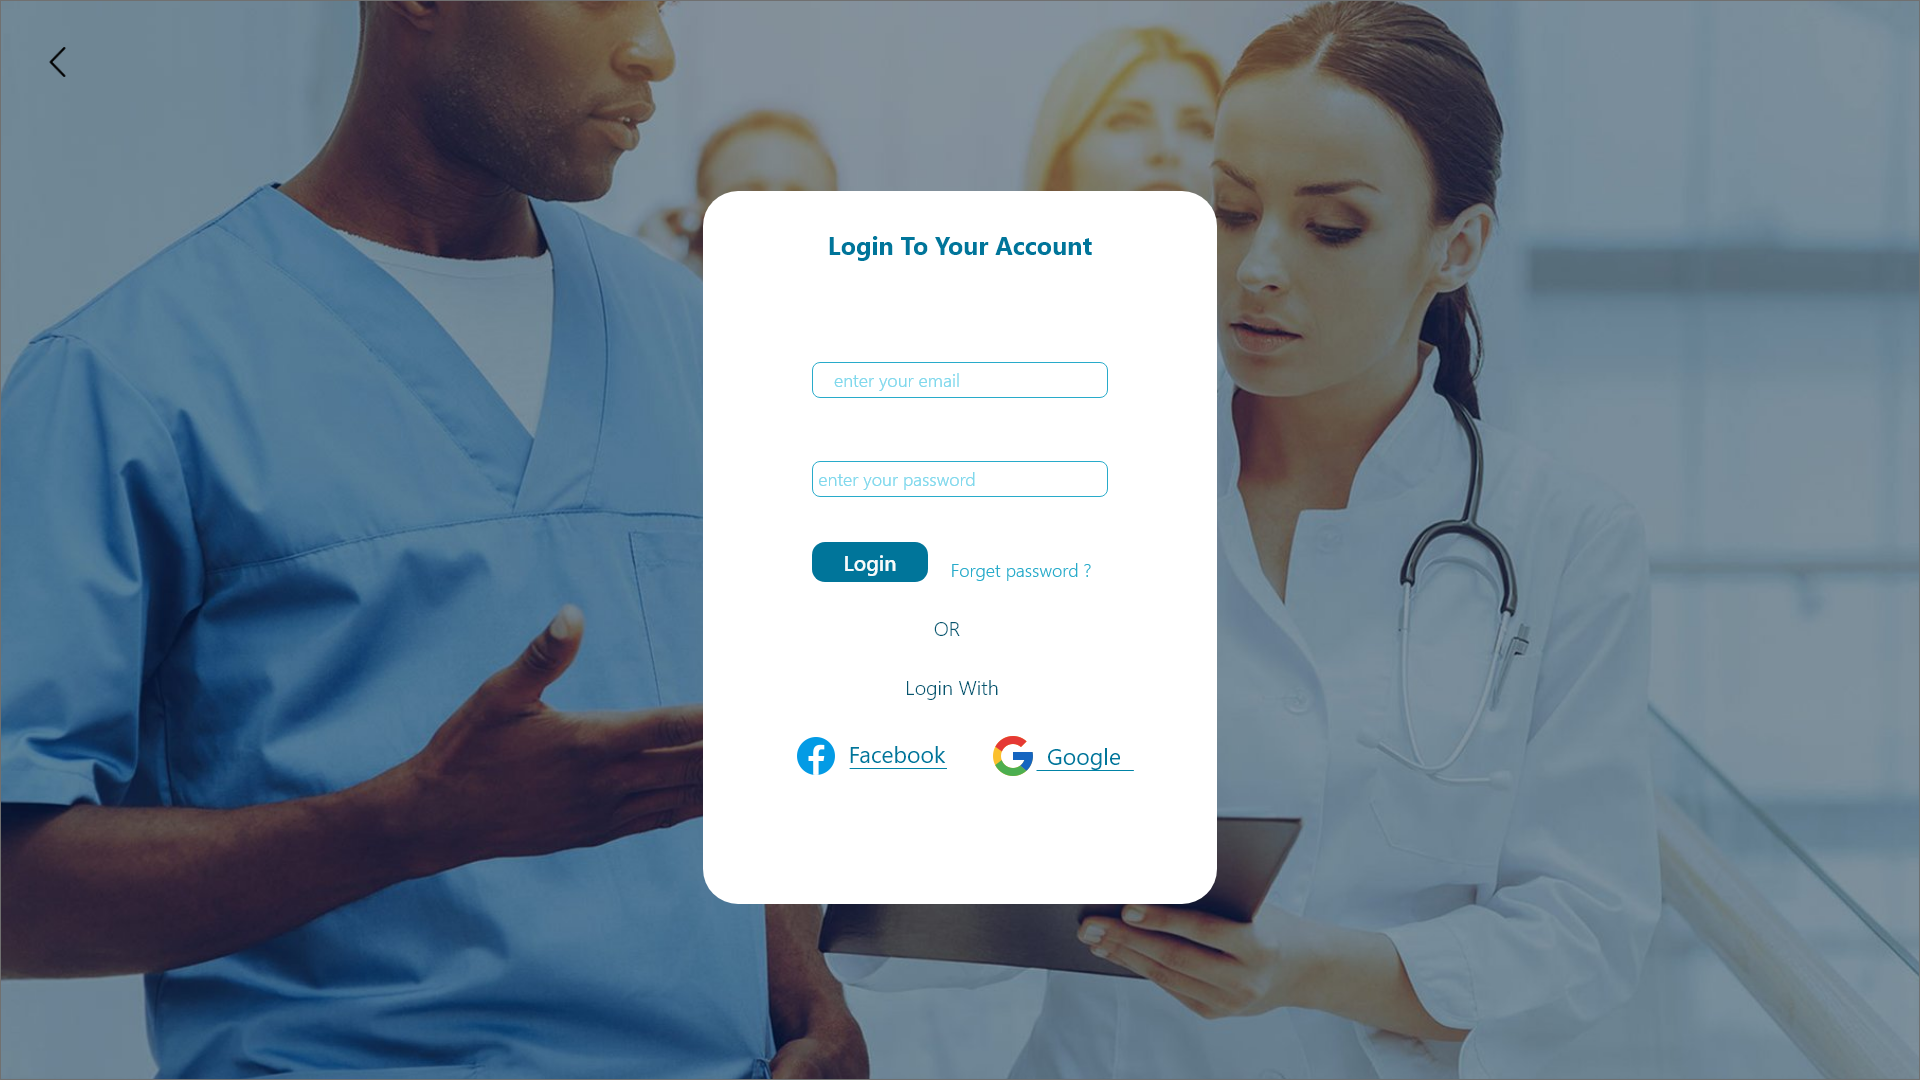 Login To Your Account
enter your email
enter your password
Login
Forget password ?
OR
Login With
Facebook
Google